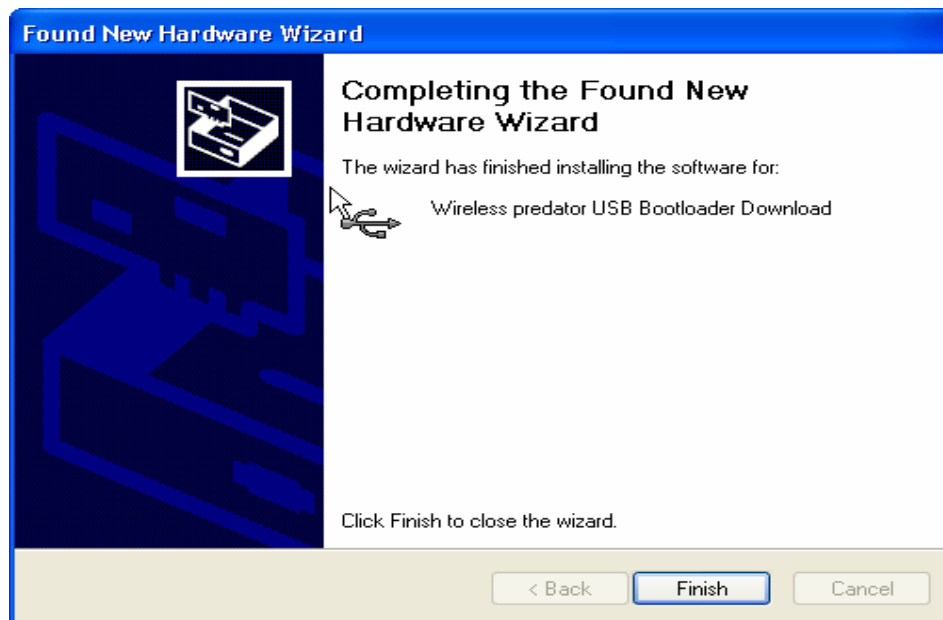 Found New Hardware Wizard
Completing the Found New
Hardware Wizard
The wizard has finished installing the software for:
Wireless predator USB Bootloader Download
Click Finish to close the wizard.
< Back
Finish
Cancel